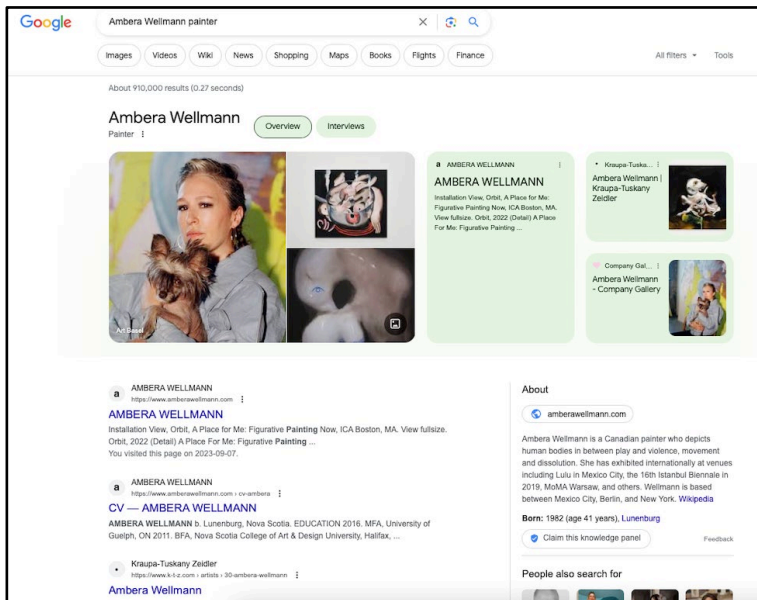 Google
Ambera Wellmann painter
Images Videos Wiki News Shopping Maps Books Flights Finance
All filters Tools
About 910,000 results (0.27 seconds)
Ambera Wellmann
Painter
Overview Interviews
Art Basel
a AMBERA WELLMANN
AMBERA WELLMANN
Installation View, Orbit, A Place for Me:
Figurative Painting Now, ICA Boston, MA.
View fullsize. Orbit, 2022 (Detail) A Place
For Me: Figurative Painting ...
Kraupa-Tuska...
Ambera Wellmann |
Kraupa-Tuskany
Zeidler
Company Gal...
Ambera Wellmann
- Company Gallery
a
AMBERA WELLMANN
https://www.amberawellmann.com
AMBERA WELLMANN
Installation View, Orbit, A Place for Me: Figurative Painting Now, ICA Boston, MA. View fullsize.
Orbit, 2022 (Detail) A Place For Me: Figurative Painting ...
You visited this page on 2023-09-07.
a
AMBERA WELLMANN
https://www.amberawellmann.com › cv-ambera
CV — AMBERA WELLMANN
AMBERA WELLMANN b. Lunenburg, Nova Scotia. EDUCATION 2016. MFA, University of
Guelph, ON 2011. BFA, Nova Scotia College of Art & Design University, Halifax, ...
Kraupa-Tuskany Zeidler
https://www.k-t-z.com › artists › 30-ambera-wellmann
Ambera Wellmann
About
amberawellmann.com
Ambera Wellmann is a Canadian painter who depicts
human bodies in between play and violence, movement
and dissolution. She has exhibited internationally at venues
including Lulu in Mexico City, the 16th Istanbul Biennale in
2019, MoMA Warsaw, and others. Wellmann is based
between Mexico City, Berlin, and New York. Wikipedia
Born: 1982 (age 41 years), Lunenburg
Claim this knowledge panel
Feedback
People also search for